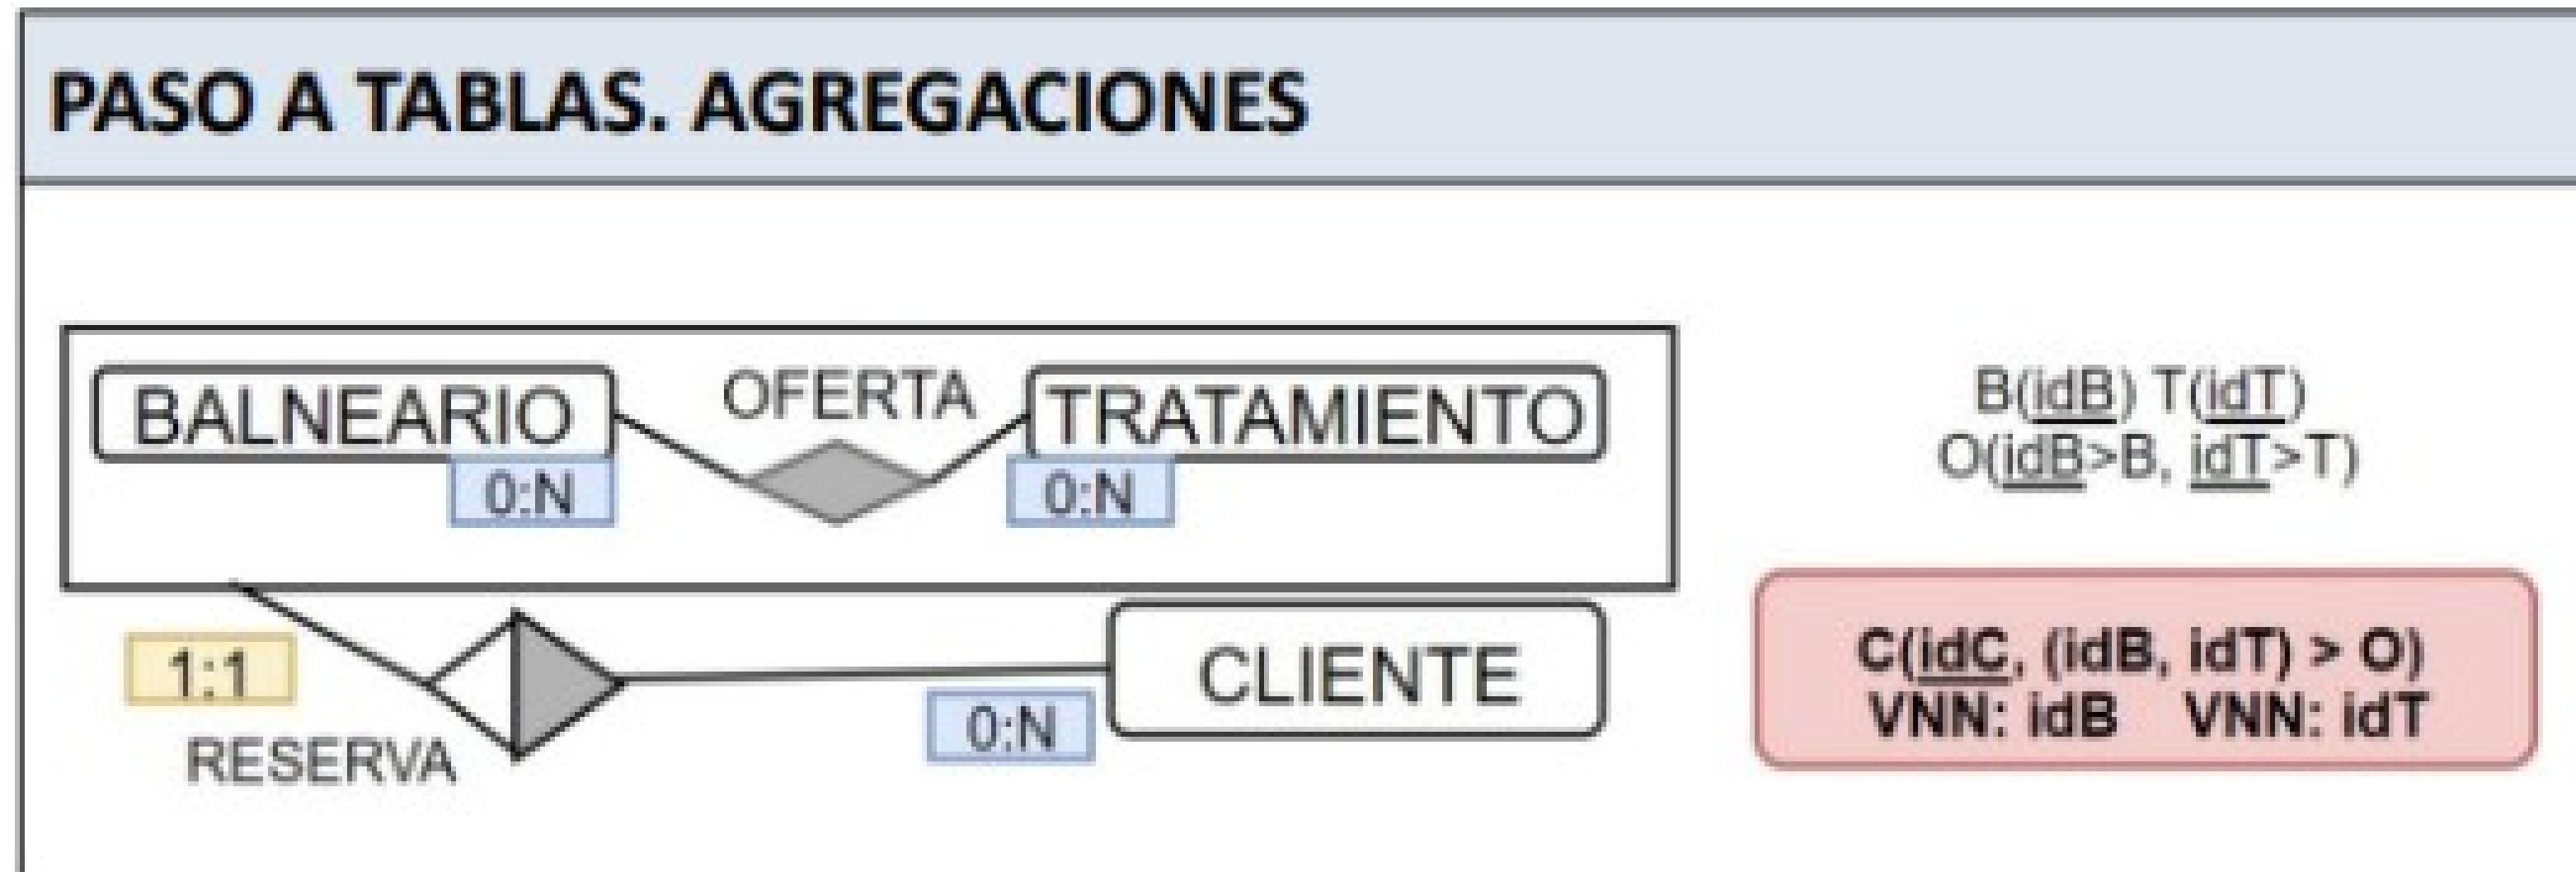 PASO A TABLAS. AGREGACIONES
BALNEARIO
OFERTA
TRATAMIENTO
0:N
0:N
B(idB) T(idT)
O(idB>B, idT>T)
1:1
RESERVA
0:N
CLIENTE
C(idC, (idB, idT) > O)
VNN: idB VNN: idT